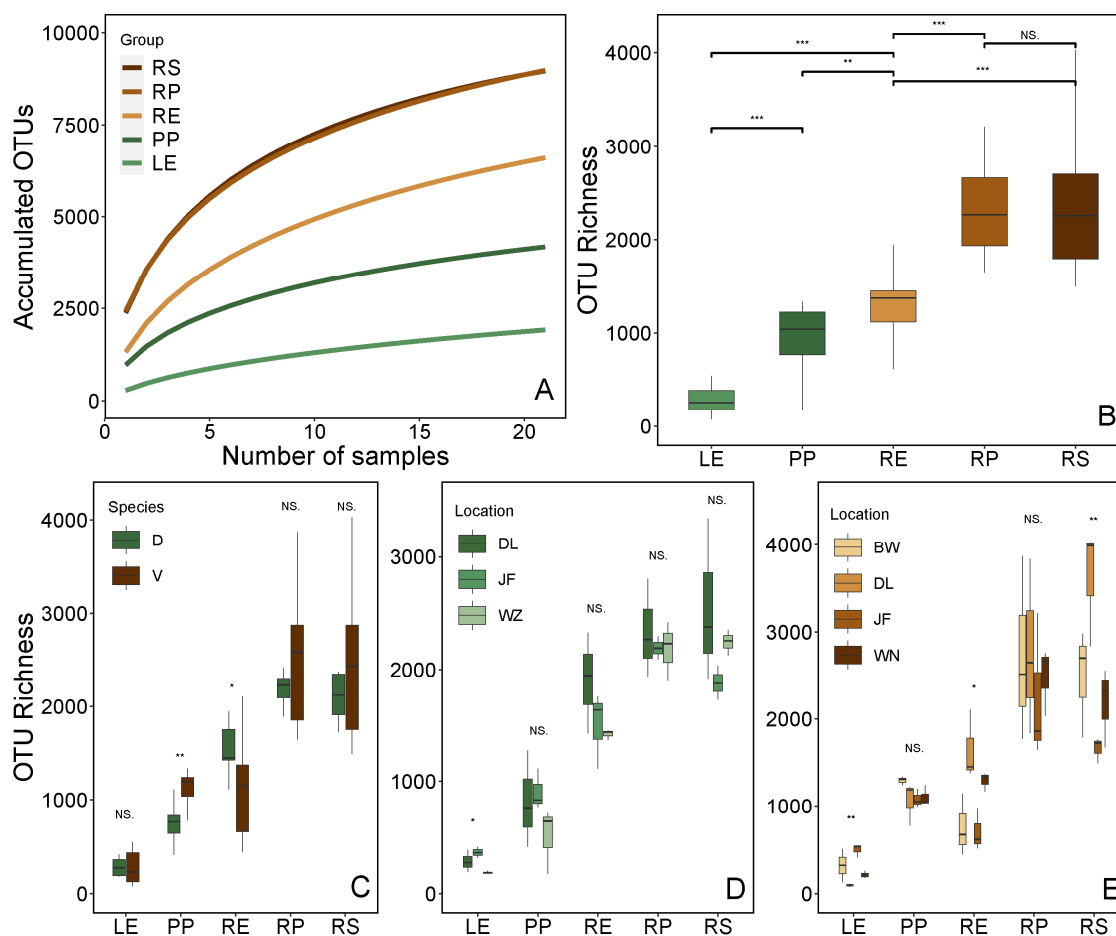 Accumulated OTUs
10000
7500
5000
2500
0
Group
RS
RP
RE
PP
LE
A
0 5 10 15 20
Number of samples
OTU Richness
4000
3000
2000
1000
0
***
***
NS.
**
***
***
B
LE PP RE RP RS
OTU Richness
4000
3000
2000
1000
0
Species
D
V
NS.
**
*
NS.
NS.
C
LE PP RE RP RS
3000
2000
1000
0
Location
DL
JF
WZ
*
NS.
NS.
NS.
NS.
D
LE PP RE RP RS
4000
3000
2000
1000
0
Location
BW
DL
JF
WN
**
NS.
*
NS.
**
E
LE PP RE RP RS